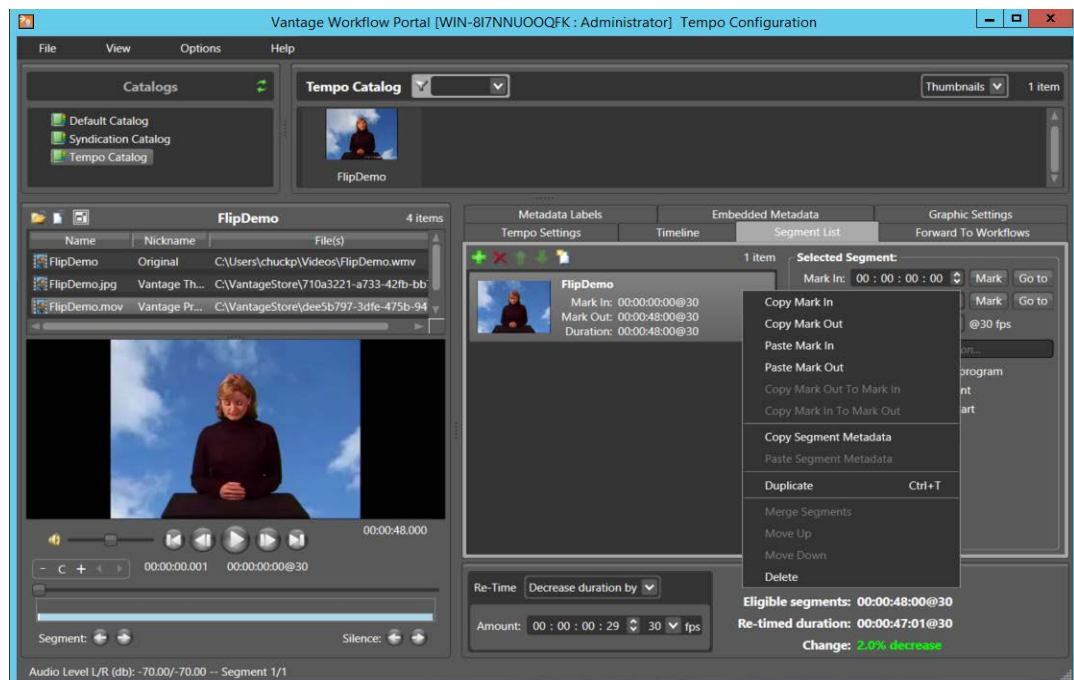 Vantage Workflow Portal [WIN-8I7NNUOOQFK : Administrator] Tempo Configuration
File View Options Help
Catalogs
Tempo Catalog
Thumbnails 1 item
Default Catalog
Syndication Catalog
Tempo Catalog
FlipDemo
FlipDemo 4 items
Name Nickname File(s)
FlipDemo Original C:\Users\chuckp\Videos\FlipDemo.wmv
FlipDemo.jpg Vantage Th... C:\VantageStore\710a3221-a733-42fb-bb
FlipDemo.mov Vantage Pr... C:\VantageStore\dee5b797-3dfe-475b-94
00:00:48.000
- C +
00:00:00.001 00:00:00:00@30
Segment: Silence:
Audio Level L/R (db): -70.00/-70.00 -- Segment 1/1
Metadata Labels Embedded Metadata Graphic Settings
Tempo Settings Timeline Segment List Forward To Workflows
1 item
FlipDemo
Mark In: 00:00:00:00@30
Mark Out: 00:00:48:00@30
Duration: 00:00:48:00@30
Selected Segment:
Mark In: 00 : 00 : 00 : 00 Mark Go to
Mark Go to
@30 fps
on...
program
nt
art
Copy Mark In
Copy Mark Out
Paste Mark In
Paste Mark Out
Copy Mark Out To Mark In
Copy Mark In To Mark Out
Copy Segment Metadata
Paste Segment Metadata
Duplicate Ctrl+T
Merge Segments
Move Up
Move Down
Delete
Re-Time Decrease duration by
Amount: 00 : 00 : 00 : 29 30 fps
Eligible segments: 00:00:48:00@30
Re-timed duration: 00:00:47:01@30
Change: 2.0% decrease